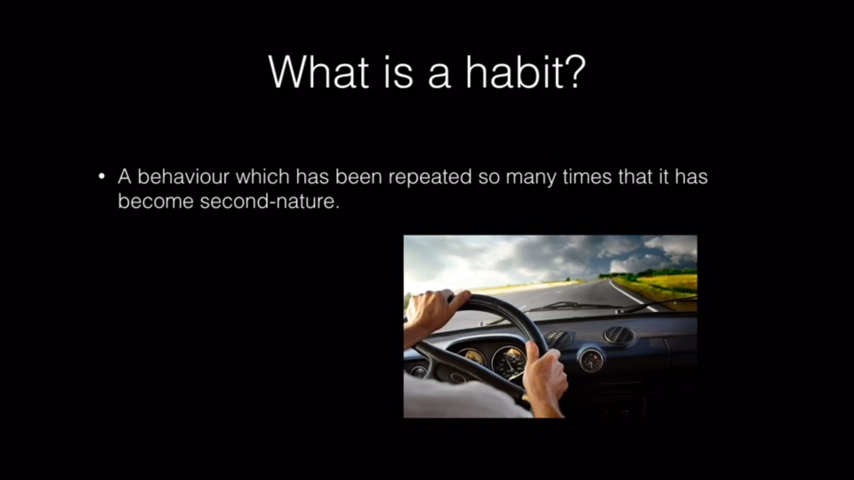 What is a habit?
• A behaviour which has been repeated so many times that it has
become second-nature.